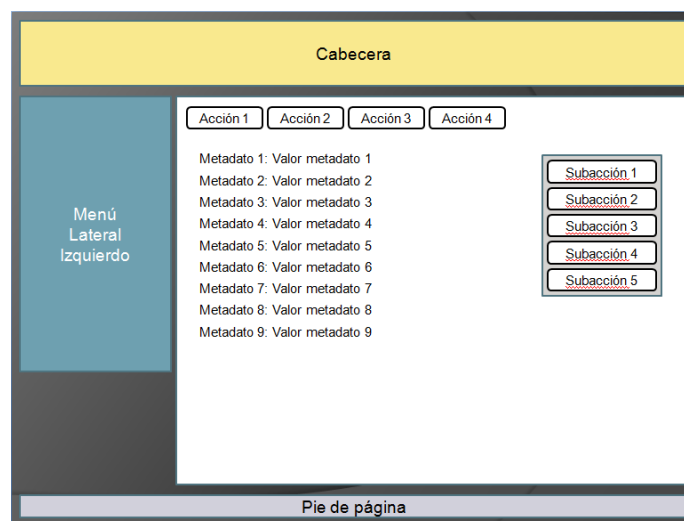 Cabecera
Menú
Lateral
Izquierdo
Acción 1
Acción 2
Acción 3
Acción 4
Metadato 1: Valor metadato 1
Metadato 2: Valor metadato 2
Metadato 3: Valor metadato 3
Metadato 4: Valor metadato 4
Metadato 5: Valor metadato 5
Metadato 6: Valor metadato 6
Metadato 7: Valor metadato 7
Metadato 8: Valor metadato 8
Metadato 9: Valor metadato 9
Subacción 1
Subacción 2
Subacción 3
Subacción 4
Subacción 5
Pie de página